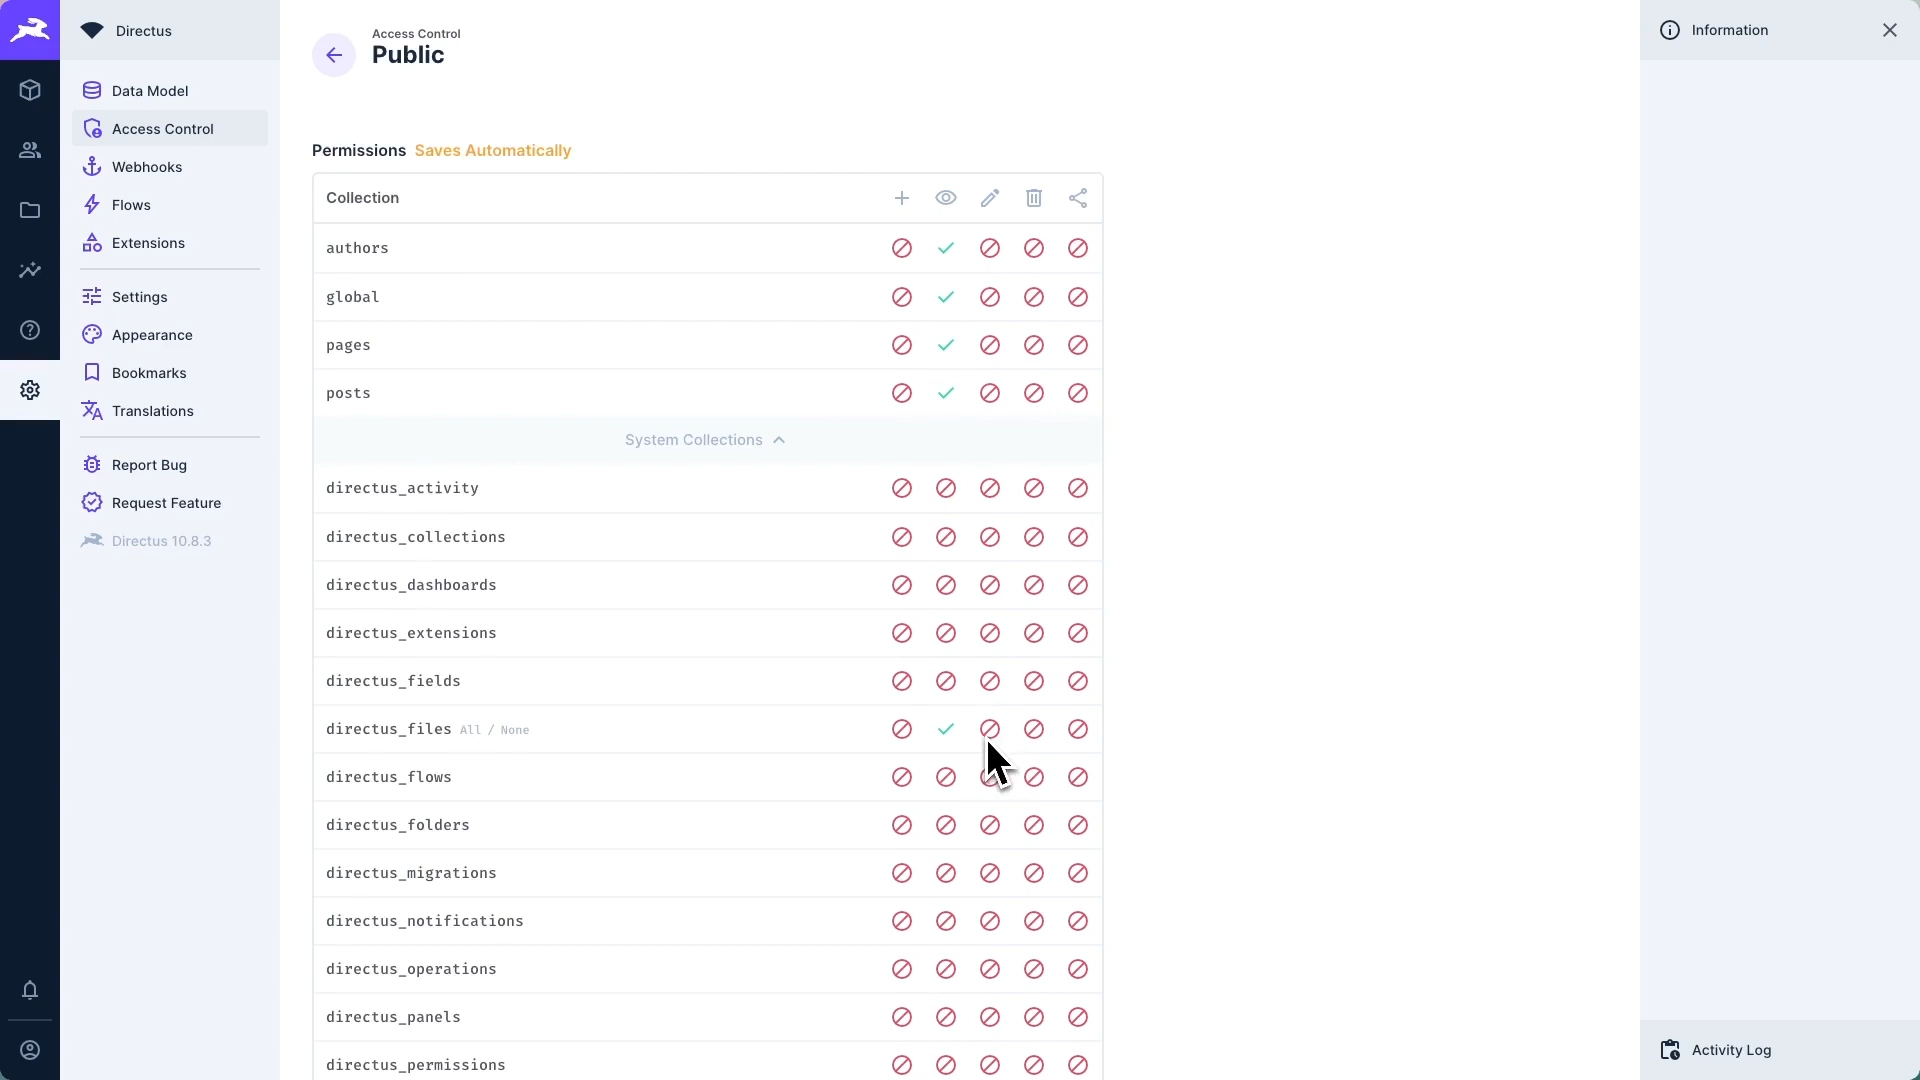 Directus
Data Model
Access Control
Webhooks
Flows
Extensions
Settings
Appearance
Bookmarks
Translations
Report Bug
Request Feature
Directus 10.8.3
Access Control
Public
Permissions Saves Automatically
Collection
authors
global
pages
posts
System Collections
directus_activity
directus_collections
directus_dashboards
directus_extensions
directus_fields
directus_files All / None
directus_flows
directus_folders
directus_migrations
directus_notifications
directus_operations
directus_panels
directus_permissions
Information
Activity Log